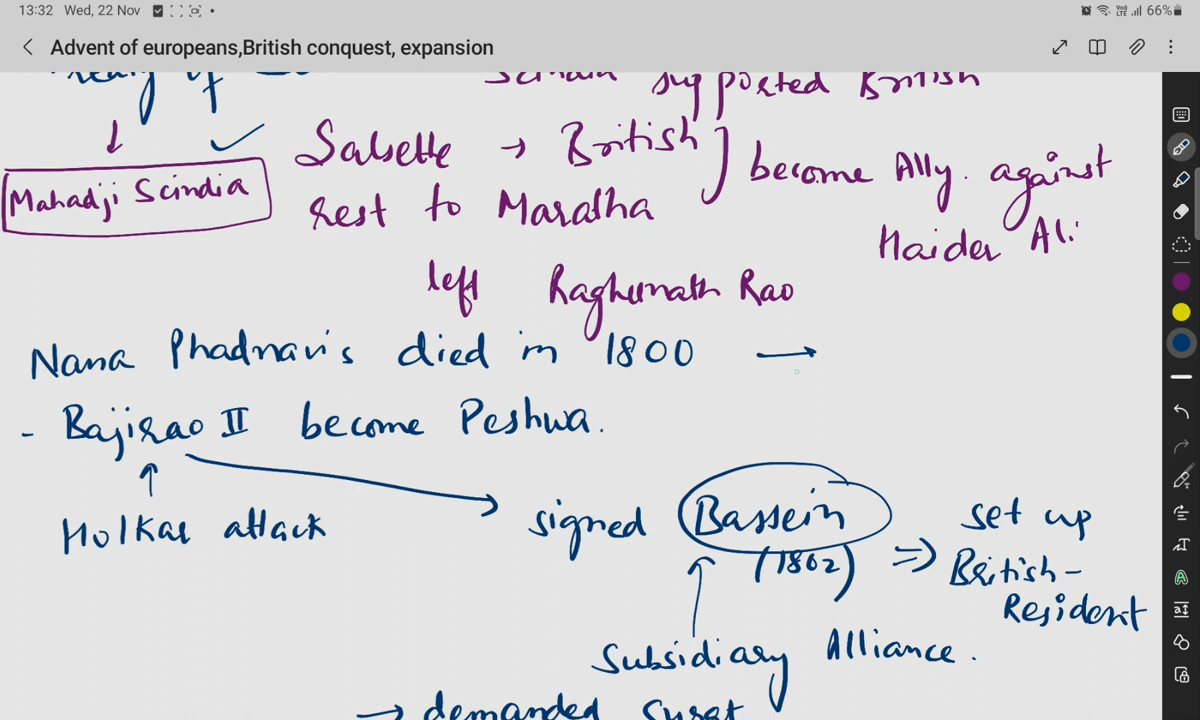 13:32 Wed, 22 Nov
66%
Advent of europeans,British conquest, expansion
of supported British
Salsette → British
become Ally. against
Mahadji Scindia
rest to Maratha
Haider Ali
left Raghunath Rao
Nana Phadnavis died in 1800 →
- Bajirao II become Peshwa.
Holkar attack
signed Bassein
(1802) ⇒ set up
British-
Resident
Subsidiary Alliance.
→ demanded Surat